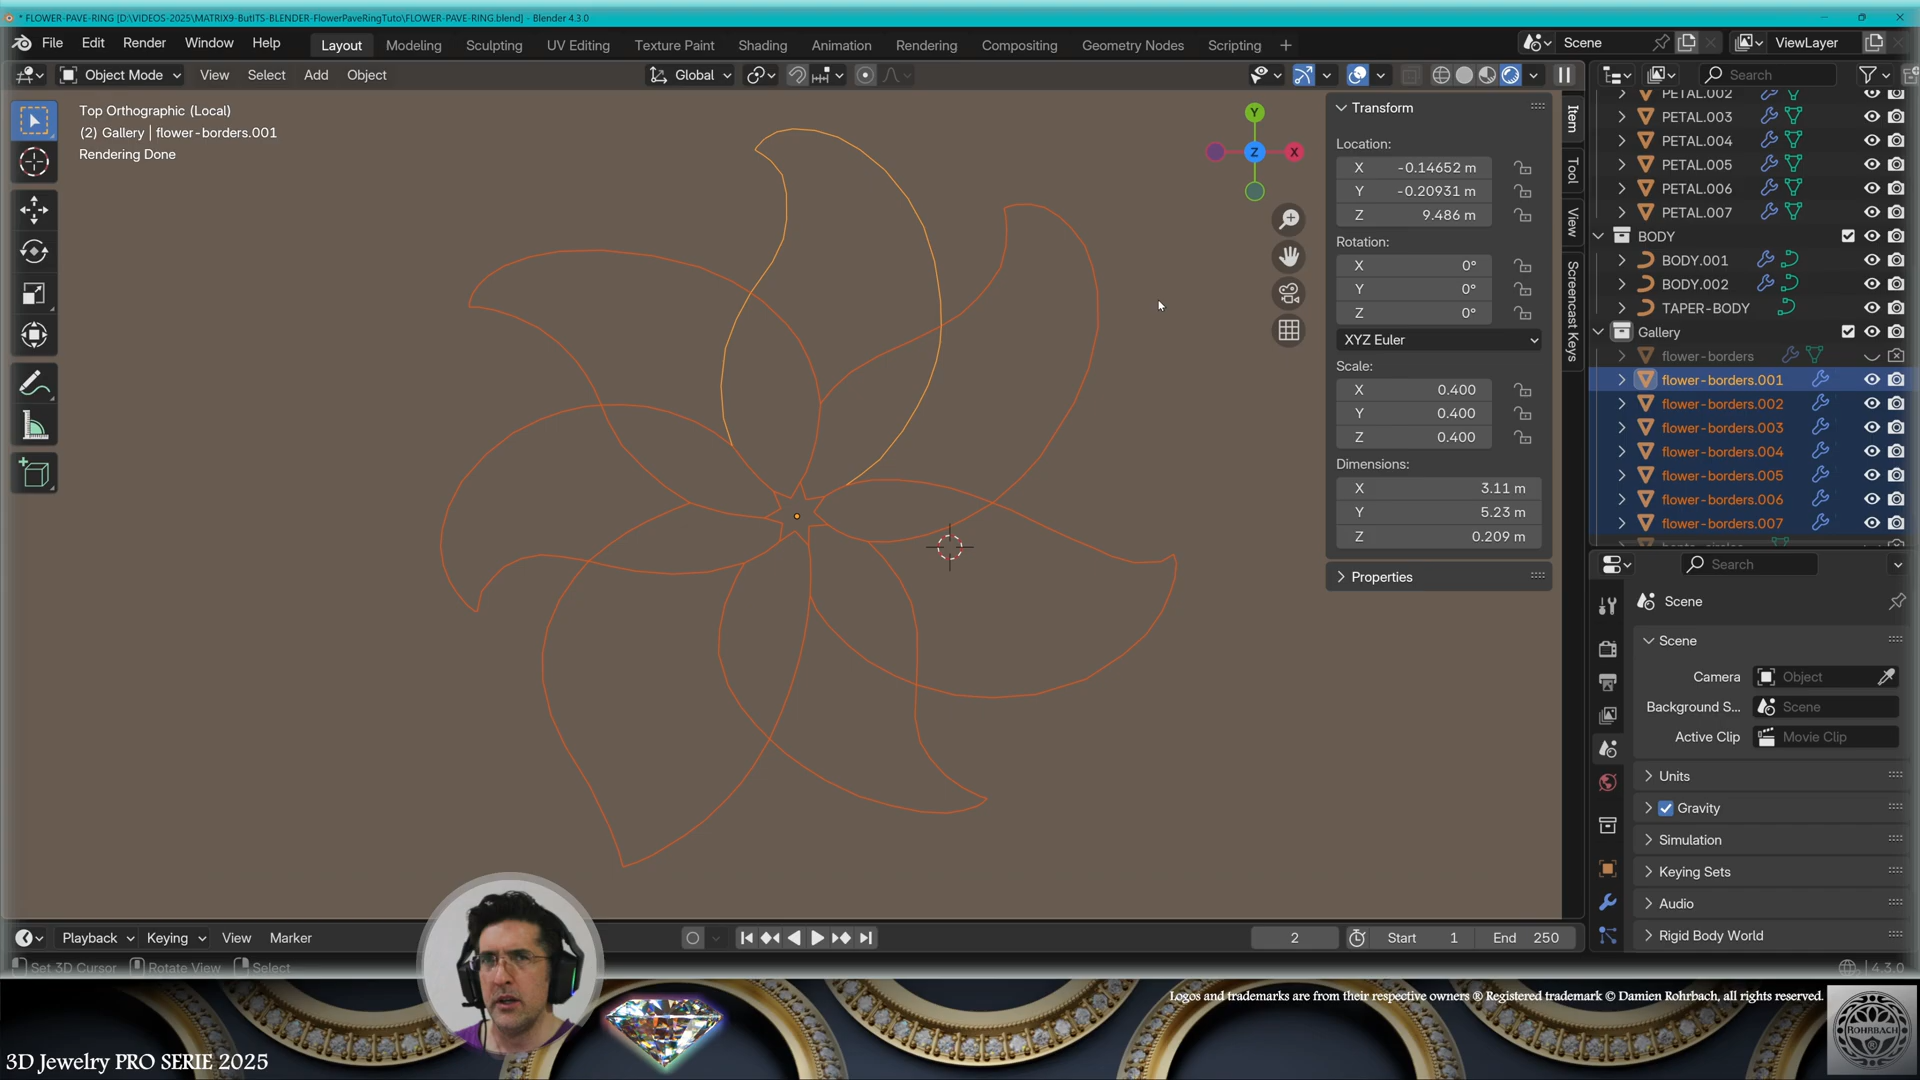 * FLOWER-PAVE-RING [D:\VIDEOS-2025\MATRIX9-ButITS-BLENDER-FlowerPaveRingTuto\FLOWER-PAVE-RING.blend] - Blender 4.3.0
File Edit Render Window Help
Layout Modeling Sculpting UV Editing Texture Paint Shading Animation Rendering Compositing Geometry Nodes Scripting +
Scene
ViewLayer
Object Mode View Select Add Object
Global
Search
Top Orthographic (Local)
(2) Gallery | flower-borders.001
Rendering Done
Y
Z
X
Transform
Location:
X -0.14652 m
Y -0.20931 m
Z 9.486 m
Rotation:
X 0°
Y 0°
Z 0°
XYZ Euler
Scale:
X 0.400
Y 0.400
Z 0.400
Dimensions:
X 3.11 m
Y 5.23 m
Z 0.209 m
Properties
Item
Tool
View
Screencast Keys
PETAL.002
PETAL.003
PETAL.004
PETAL.005
PETAL.006
PETAL.007
BODY
BODY.001
BODY.002
TAPER-BODY
Gallery
flower-borders
flower-borders.001
flower-borders.002
flower-borders.003
flower-borders.004
flower-borders.005
flower-borders.006
flower-borders.007
Search
Scene
Scene
Camera Object
Background S... Scene
Active Clip Movie Clip
Units
Gravity
Simulation
Keying Sets
Audio
Rigid Body World
Playback Keying View Marker
2 Start 1 End 250
Set 3D Cursor Rotate View Select
4.3.0
Logos and trademarks are from their respective owners ® Registered trademark © Damien Rohrbach, all rights reserved.
ROHRBACH
3D Jewelry PRO SERIE 2025